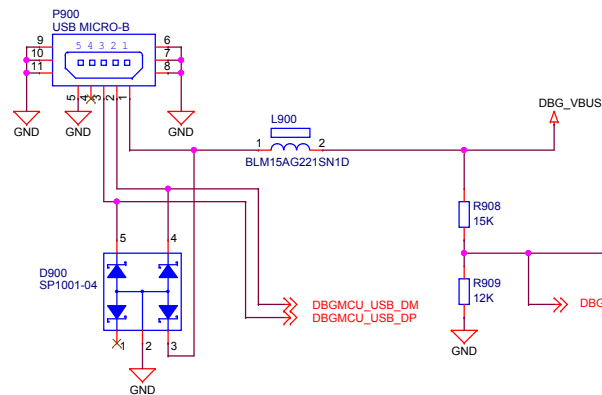 P900
USB MICRO-B
9
10
11
5 4 3 2 1
6
7
8
5
4
3
2
1
GND
GND
GND
L900
1
2
BLM15AG221SN1D
DBG_VBUS
R908
15K
5
4
D900
SP1001-04
R909
12K
DBGMCU_USB_DM
DBGMCU_USB_DP
DBG
1
2
3
GND
GND